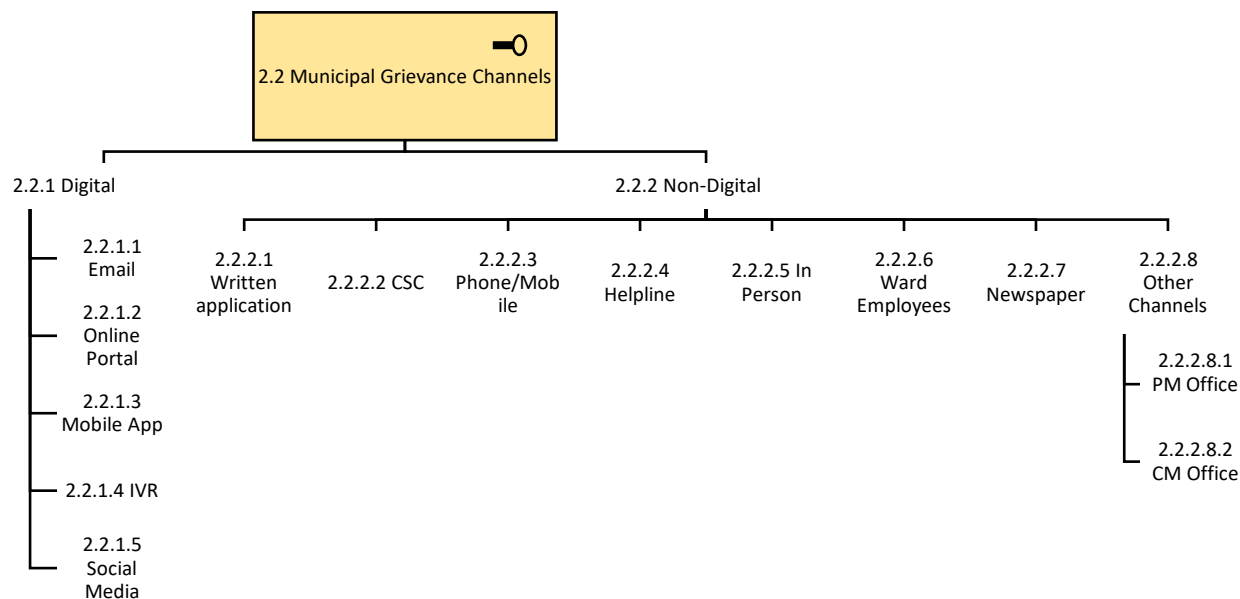 2.2 Municipal Grievance Channels
2.2.1 Digital
2.2.2 Non-Digital
2.2.1.1
Email
2.2.1.2
Online
Portal
2.2.1.3
Mobile App
2.2.1.4 IVR
2.2.1.5
Social
Media
2.2.2.1
Written
application
2.2.2.2 CSC
2.2.2.3
Phone/Mob
ile
2.2.2.4
Helpline
2.2.2.5 In
Person
2.2.2.6
Ward
Employees
2.2.2.7
Newspaper
2.2.2.8
Other
Channels
2.2.2.8.1
PM Office
2.2.2.8.2
CM Office